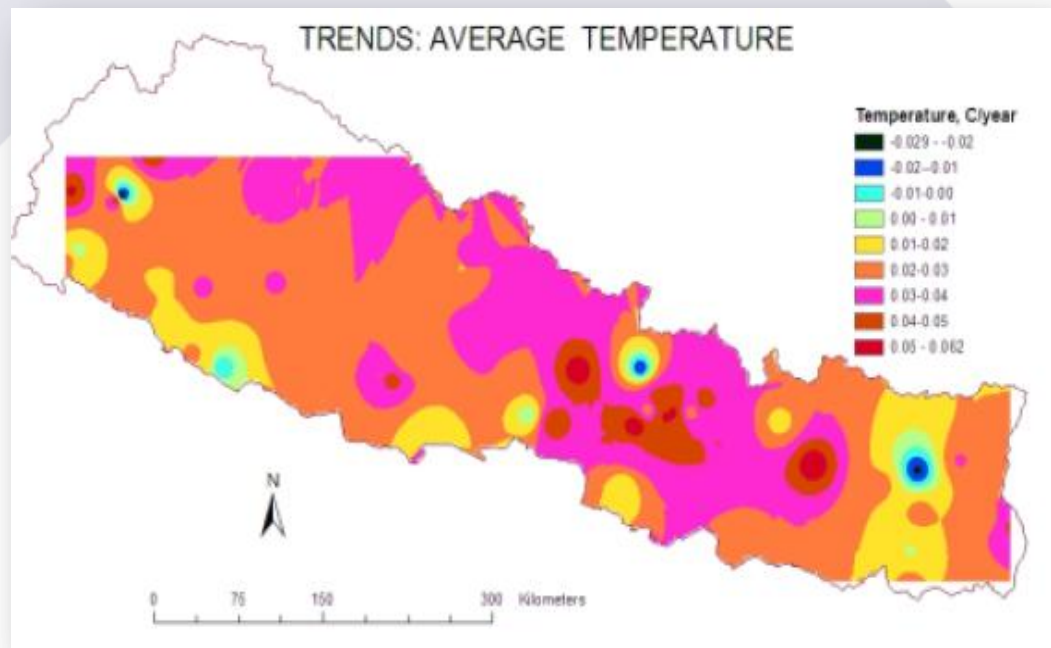 TRENDS: AVERAGE TEMPERATURE
Temperature, C/year
-0.029 - -0.02
-0.02--0.01
-0.01-0.00
0.00 - 0.01
0.01-0.02
0.02-0.03
0.03-0.04
0.04-0.05
0.05 - 0.062
N
0 75 150 300 Kilometers